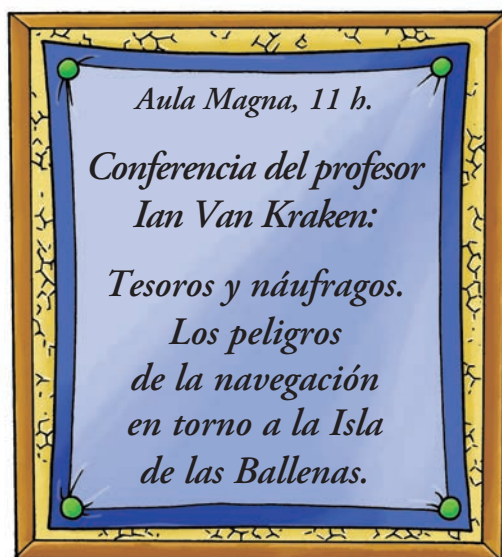 Aula Magna, 11 h.
Conferencia del profesor
Ian Van Kraken:
Tesoros y náufragos.
Los peligros
de la navegación
en torno a la Isla
de las Ballenas.